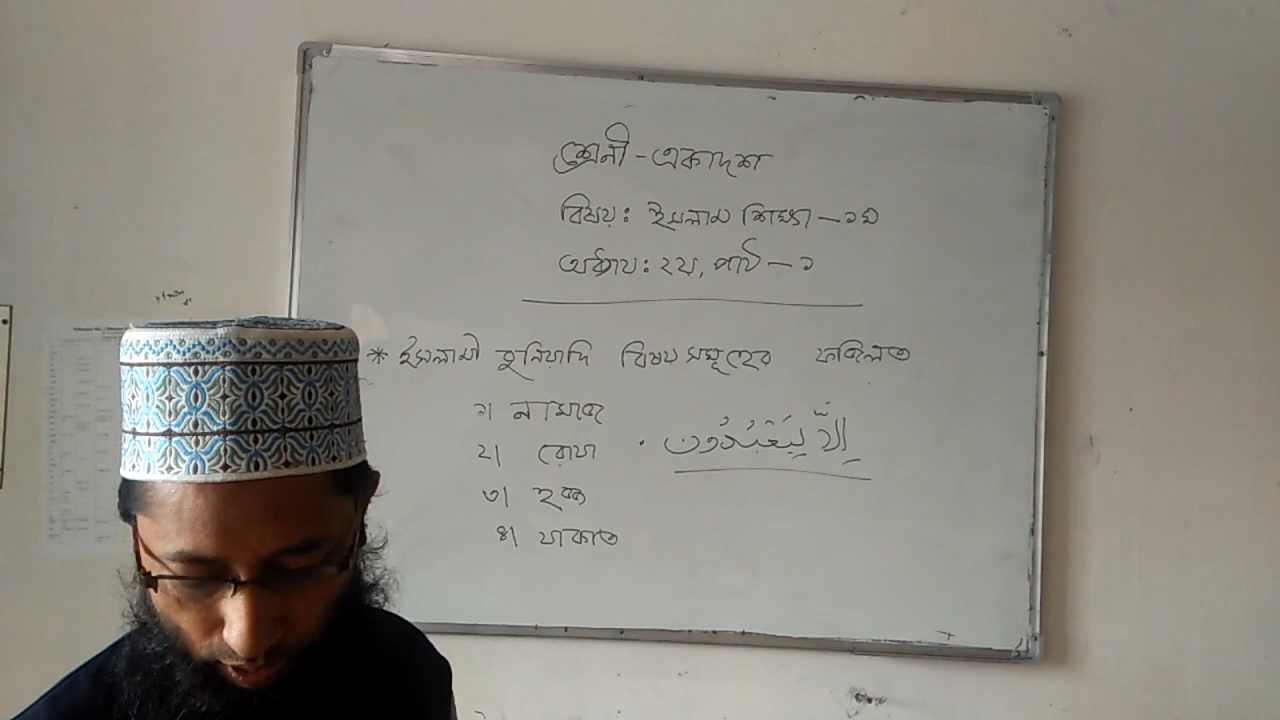 শ্রেনী - একাদশ
বিষয়ঃ ইসলাম শিক্ষা - ১ম
অধ্যায়ঃ ২য়, পাঠ - ১
* ইসলামী বুনিয়াদি বিষয়সমূহের ফজিলত
১। নামাজ
২। রোযা
إِلاَّ لِيَعْبُدُونِ
৩। হজ্জ
৪। যাকাত